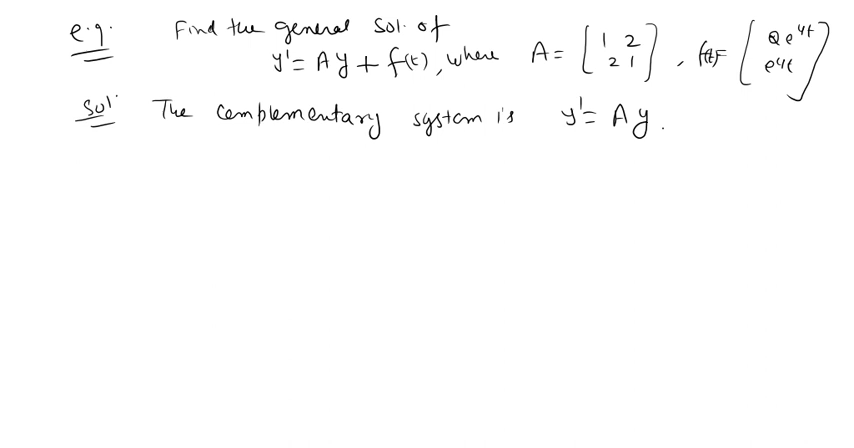 e.g. Find the general sol. of
y' = Ay + f(t), where A = [1 2; 2 1], f(t) = [2e^{4t}; e^{4t}]
Sol. The complementary system is y' = Ay.